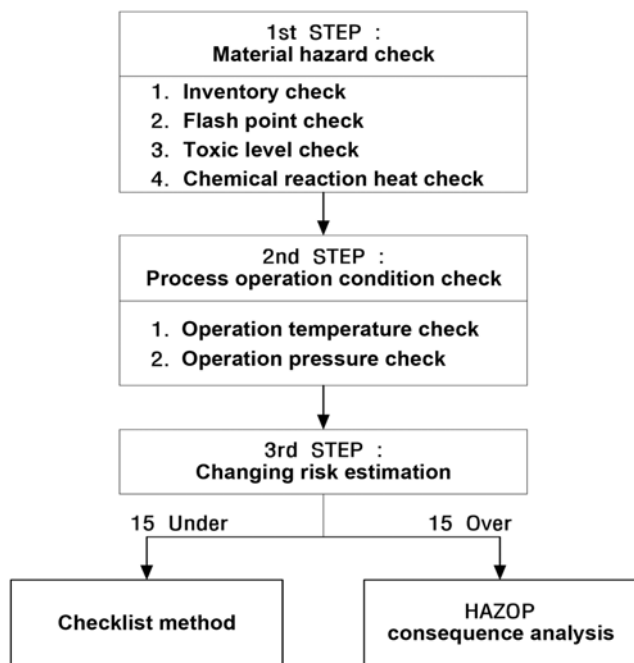 1st STEP :
Material hazard check
1. Inventory check
2. Flash point check
3. Toxic level check
4. Chemical reaction heat check
2nd STEP :
Process operation condition check
1. Operation temperature check
2. Operation pressure check
3rd STEP :
Changing risk estimation
15 Under
15 Over
Checklist method
HAZOP
consequence analysis